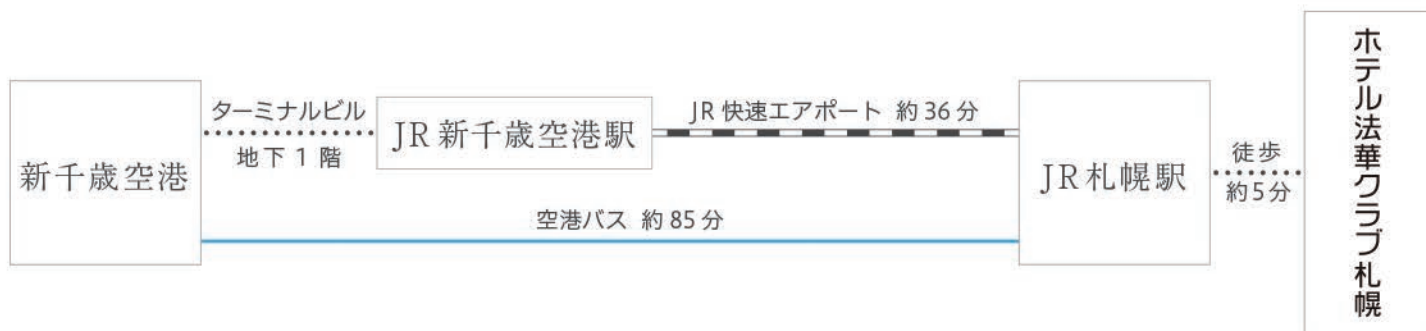 新千歳空港
ターミナルビル
地下1階
JR新千歳空港駅
JR快速エアポート 約36分
空港バス 約85分
JR札幌駅
徒歩
約5分
ホテル法華クラブ札幌